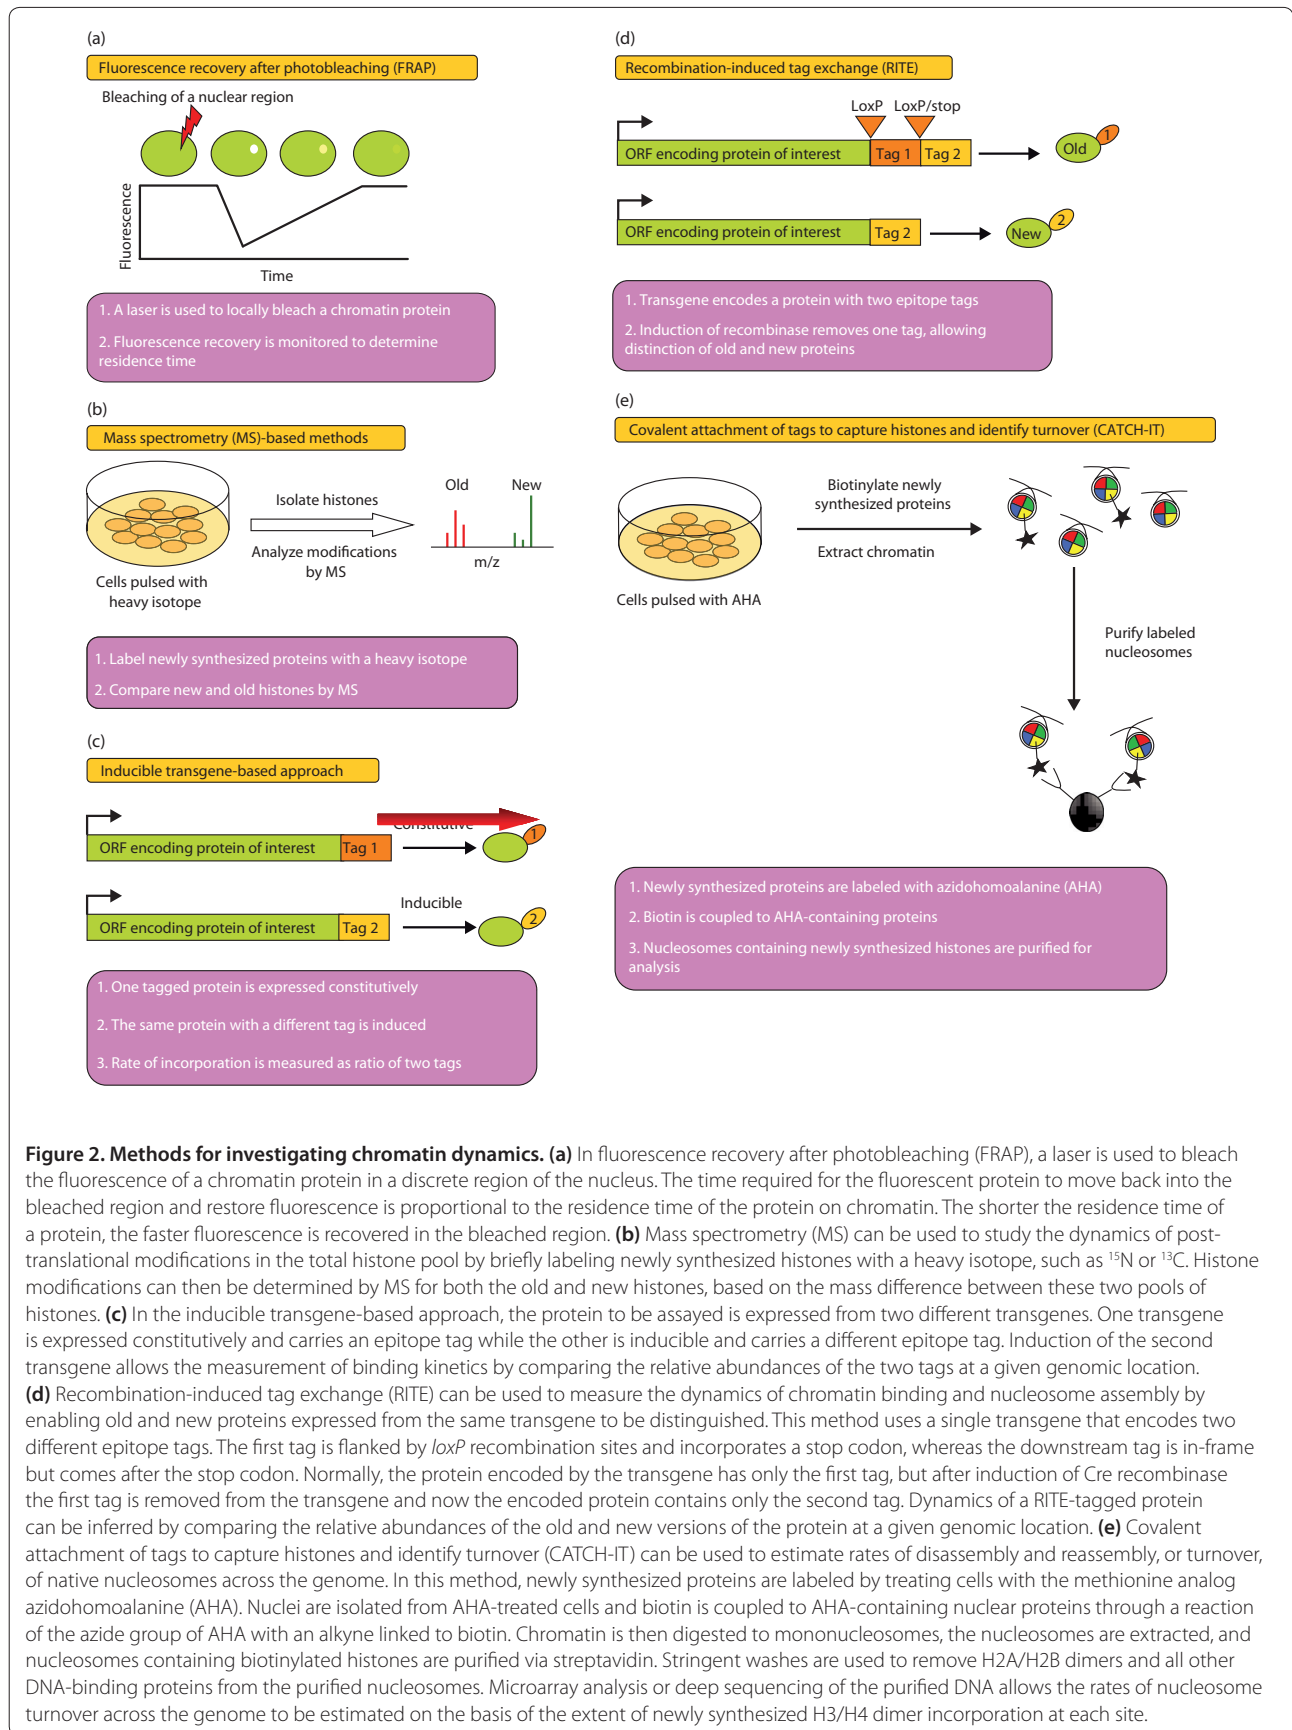 (a)
Fluorescence recovery after photobleaching (FRAP)
Bleaching of a nuclear region
Fluorescence
Time
1. A laser is used to locally bleach a chromatin protein
2. Fluorescence recovery is monitored to determine
residence time
(b)
Mass spectrometry (MS)-based methods
Cells pulsed with
heavy isotope
Isolate histones
Analyze modifications
by MS
Old
New
m/z
1. Label newly synthesized proteins with a heavy isotope
2. Compare new and old histones by MS
(c)
Inducible transgene-based approach
ORF encoding protein of interest
Tag 1
Constitutive
1
ORF encoding protein of interest
Tag 2
Inducible
2
1. One tagged protein is expressed constitutively
2. The same protein with a different tag is induced
3. Rate of incorporation is measured as ratio of two tags
(d)
Recombination-induced tag exchange (RITE)
LoxP
LoxP/stop
ORF encoding protein of interest
Tag 1
Tag 2
Old
1
ORF encoding protein of interest
Tag 2
New
2
1. Transgene encodes a protein with two epitope tags
2. Induction of recombinase removes one tag, allowing
distinction of old and new proteins
(e)
Covalent attachment of tags to capture histones and identify turnover (CATCH-IT)
Cells pulsed with AHA
Biotinylate newly
synthesized proteins
Extract chromatin
Purify labeled
nucleosomes
1. Newly synthesized proteins are labeled with azidohomoalanine (AHA)
2. Biotin is coupled to AHA-containing proteins
3. Nucleosomes containing newly synthesized histones are purified for
analysis
Figure 2. Methods for investigating chromatin dynamics. (a) In fluorescence recovery after photobleaching (FRAP), a laser is used to bleach
the fluorescence of a chromatin protein in a discrete region of the nucleus. The time required for the fluorescent protein to move back into the
bleached region and restore fluorescence is proportional to the residence time of the protein on chromatin. The shorter the residence time of
a protein, the faster fluorescence is recovered in the bleached region. (b) Mass spectrometry (MS) can be used to study the dynamics of post-
translational modifications in the total histone pool by briefly labeling newly synthesized histones with a heavy isotope, such as ¹⁵N or ¹³C. Histone
modifications can then be determined by MS for both the old and new histones, based on the mass difference between these two pools of
histones. (c) In the inducible transgene-based approach, the protein to be assayed is expressed from two different transgenes. One transgene
is expressed constitutively and carries an epitope tag while the other is inducible and carries a different epitope tag. Induction of the second
transgene allows the measurement of binding kinetics by comparing the relative abundances of the two tags at a given genomic location.
(d) Recombination-induced tag exchange (RITE) can be used to measure the dynamics of chromatin binding and nucleosome assembly by
enabling old and new proteins expressed from the same transgene to be distinguished. This method uses a single transgene that encodes two
different epitope tags. The first tag is flanked by loxP recombination sites and incorporates a stop codon, whereas the downstream tag is in-frame
but comes after the stop codon. Normally, the protein encoded by the transgene has only the first tag, but after induction of Cre recombinase
the first tag is removed from the transgene and now the encoded protein contains only the second tag. Dynamics of a RITE-tagged protein
can be inferred by comparing the relative abundances of the old and new versions of the protein at a given genomic location. (e) Covalent
attachment of tags to capture histones and identify turnover (CATCH-IT) can be used to estimate rates of disassembly and reassembly, or turnover,
of native nucleosomes across the genome. In this method, newly synthesized proteins are labeled by treating cells with the methionine analog
azidohomoalanine (AHA). Nuclei are isolated from AHA-treated cells and biotin is coupled to AHA-containing nuclear proteins through a reaction
of the azide group of AHA with an alkyne linked to biotin. Chromatin is then digested to mononucleosomes, the nucleosomes are extracted, and
nucleosomes containing biotinylated histones are purified via streptavidin. Stringent washes are used to remove H2A/H2B dimers and all other
DNA-binding proteins from the purified nucleosomes. Microarray analysis or deep sequencing of the purified DNA allows the rates of nucleosome
turnover across the genome to be estimated on the basis of the extent of newly synthesized H3/H4 dimer incorporation at each site.